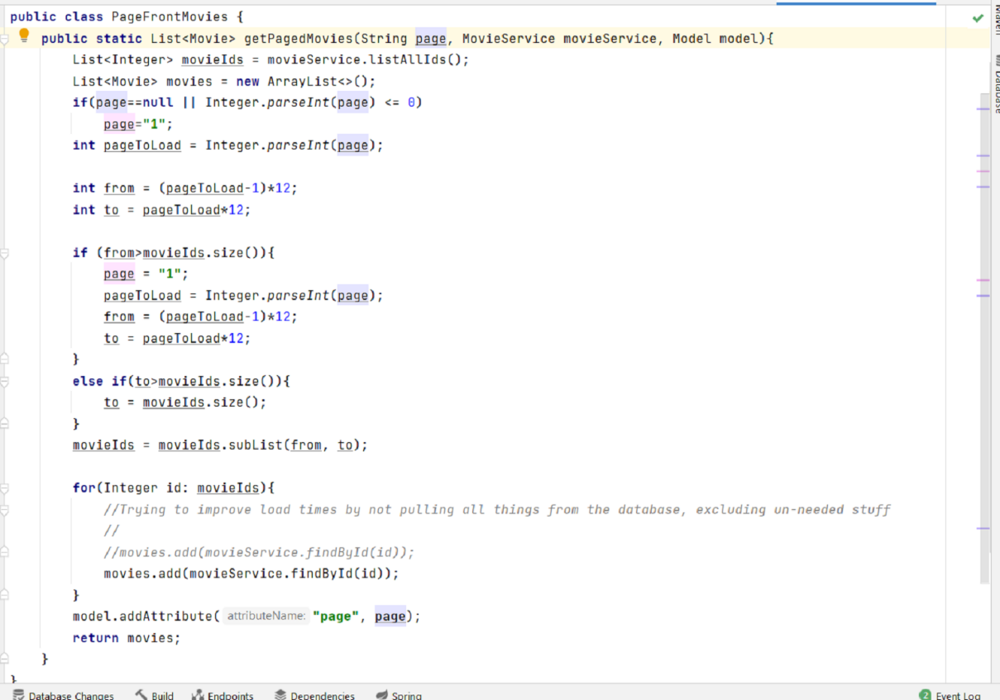 public class PageFrontMovies {
    public static List<Movie> getPagedMovies(String page, MovieService movieService, Model model){
        List<Integer> movieIds = movieService.listAllIds();
        List<Movie> movies = new ArrayList<>();
        if(page==null || Integer.parseInt(page) <= 0)
            page="1";
        int pageToLoad = Integer.parseInt(page);

        int from = (pageToLoad-1)*12;
        int to = pageToLoad*12;

        if (from>movieIds.size()){
            page = "1";
            pageToLoad = Integer.parseInt(page);
            from = (pageToLoad-1)*12;
            to = pageToLoad*12;
        }
        else if(to>movieIds.size()){
            to = movieIds.size();
        }
        movieIds = movieIds.subList(from, to);

        for(Integer id: movieIds){
            //Trying to improve load times by not pulling all things from the database, excluding un-needed stuff
            //
            //movies.add(movieService.findById(id));
            movies.add(movieService.findById(id));
        }
        model.addAttribute( attributeName: "page", page);
        return movies;
    }
}
Maven
Database
Database Changes Build Endpoints Dependencies Spring 2 Event Log